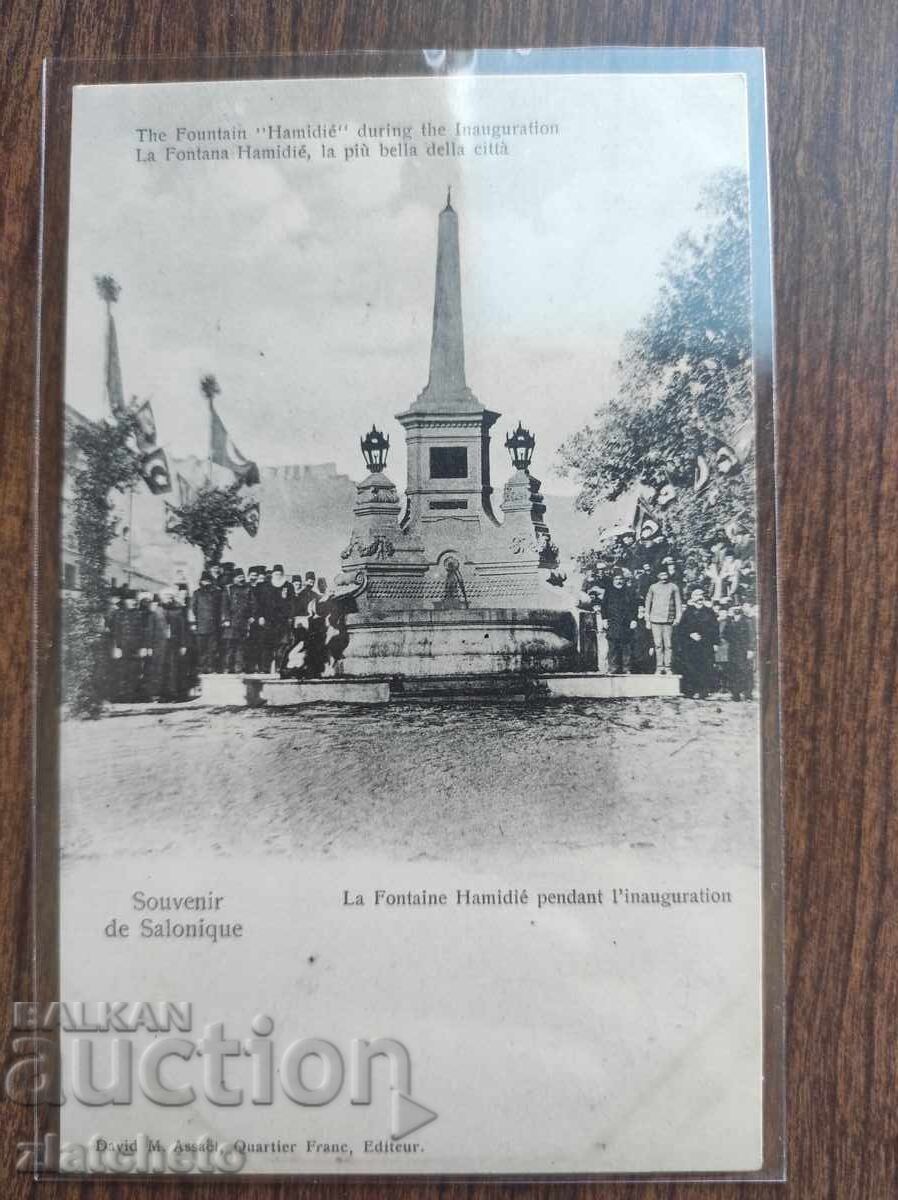 The Fountain "Hamidié" during the Inauguration
La Fontana Hamidié, la più bella della città
Souvenir
de Salonique
La Fontaine Hamidié pendant l'inauguration
BALKAN
auction
David M. Assaël, Quartier Franc, Editeur.
zlatcheto